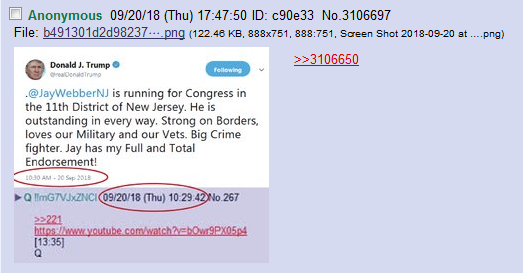 Anonymous 09/20/18 (Thu) 17:47:50 ID: c90e33 No.3106697
File: b491301d2d98237⋯.png (122.46 KB, 888x751, 888:751, Screen Shot 2018-09-20 at ....png)
>>3106650
Donald J. Trump
@realDonaldTrump
Following
.@JayWebberNJ is running for Congress in
the 11th District of New Jersey. He is
outstanding in every way. Strong on Borders,
loves our Military and our Vets. Big Crime
fighter. Jay has my Full and Total
Endorsement!
10:30 AM - 20 Sep 2018
▶ Q !!mG7VJxZNCI 09/20/18 (Thu) 10:29:42 No.267
>>221
https://www.youtube.com/watch?v=bOwr9PX05p4
[13:35]
Q